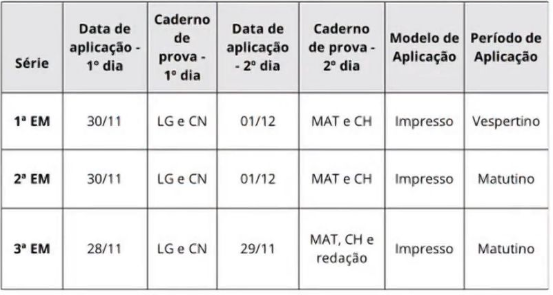 Série
Data de
aplicação -
1º dia
Caderno
de
prova -
1º dia
Data de
aplicação
- 2º dia
Caderno
de prova -
2º dia
Modelo de
Aplicação
Período de
Aplicação
1ª EM 30/11 LG e CN 01/12 MAT e CH Impresso Vespertino
2ª EM 30/11 LG e CN 01/12 MAT e CH Impresso Matutino
3ª EM 28/11 LG e CN 29/11 MAT, CH e
redação
Impresso Matutino